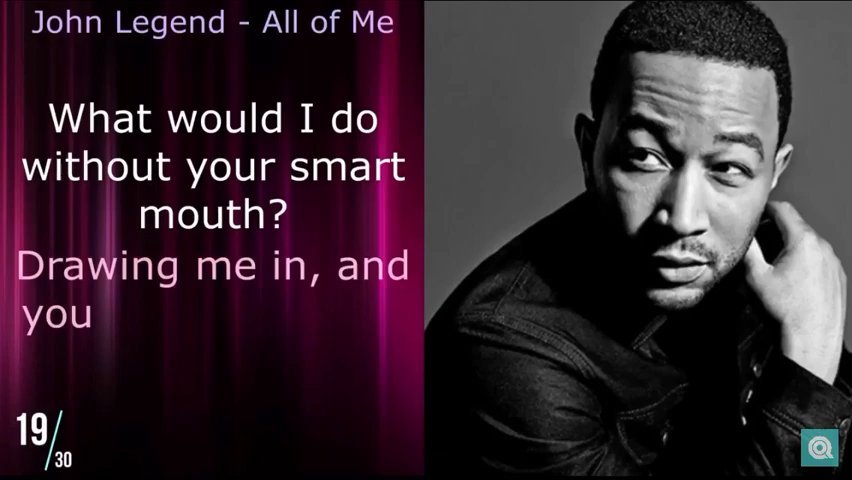 John Legend - All of Me
What would I do
without your smart
mouth?
Drawing me in, and
you
19/30